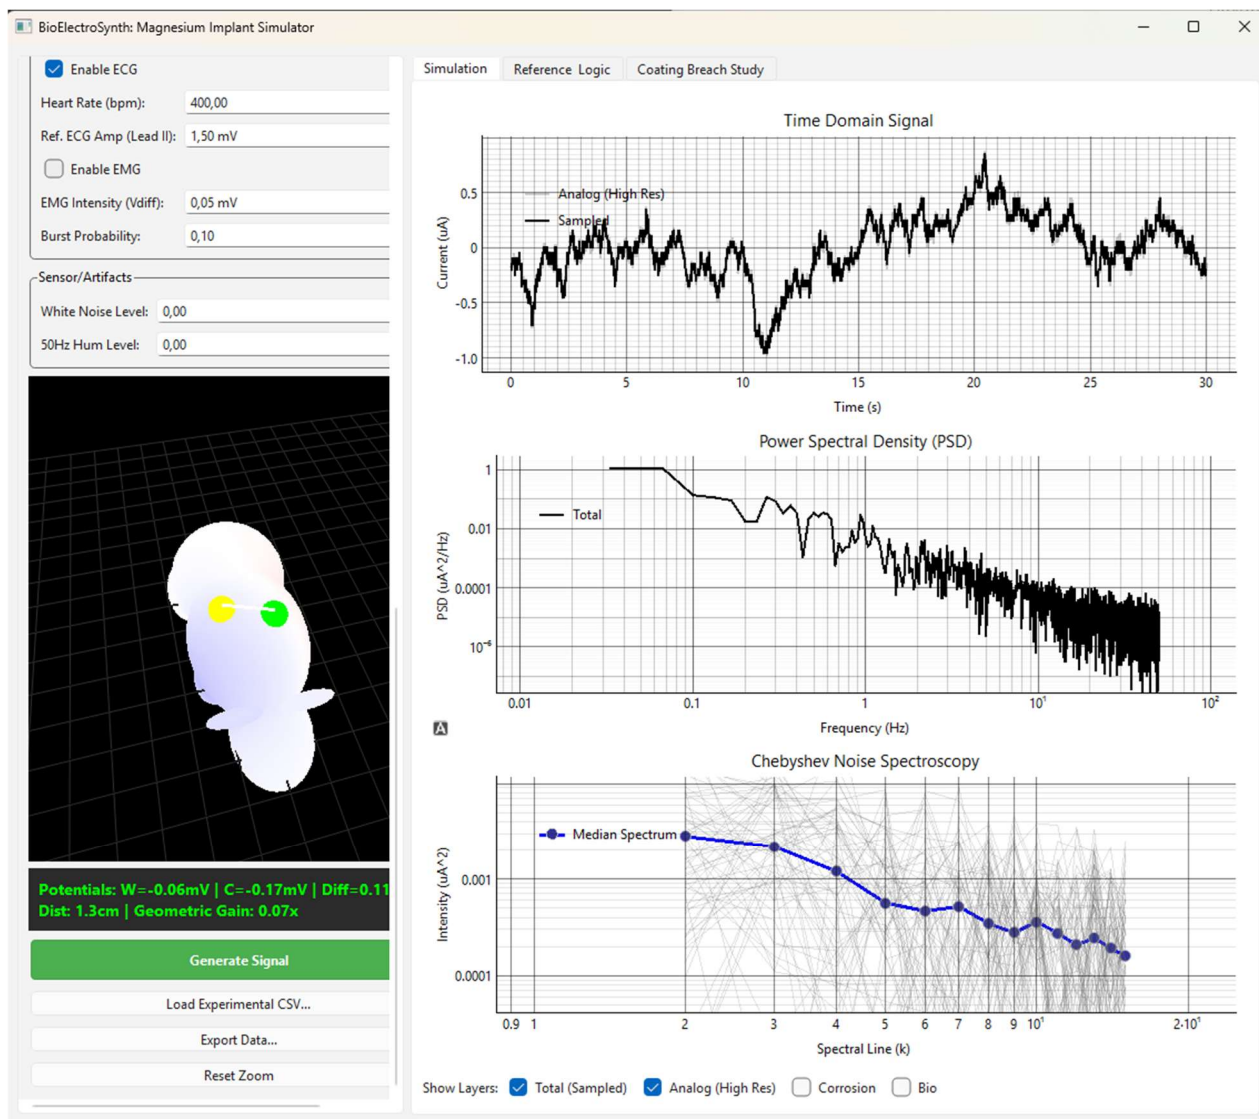 BioElectroSynth: Magnesium Implant Simulator
Enable ECG
Heart Rate (bpm): 400,00
Ref. ECG Amp (Lead II): 1,50 mV
Enable EMG
EMG Intensity (Vdiff): 0,05 mV
Burst Probability: 0,10
Sensor/Artifacts
White Noise Level: 0,00
50Hz Hum Level: 0,00
Potentials: W=-0.06mV | C=-0.17mV | Diff=0.11
Dist: 1.3cm | Geometric Gain: 0.07x
Generate Signal
Load Experimental CSV...
Export Data...
Reset Zoom
Simulation Reference Logic Coating Breach Study
Time Domain Signal
Current (uA)
0.5
0
-0.5
-1.0
Analog (High Res)
Sampled
0 5 10 15 20 25 30
Time (s)
Power Spectral Density (PSD)
PSD (uA^2/Hz)
1
0.01
0.0001
10⁻⁶
Total
0.01 0.1 1 10¹ 10²
Frequency (Hz)
A
Chebyshev Noise Spectroscopy
Intensity (uA^2)
0.001
0.0001
Median Spectrum
0.9 1 2 3 4 5 6 7 8 9 10¹ 2·10¹
Spectral Line (k)
Show Layers: Total (Sampled) Analog (High Res) Corrosion Bio